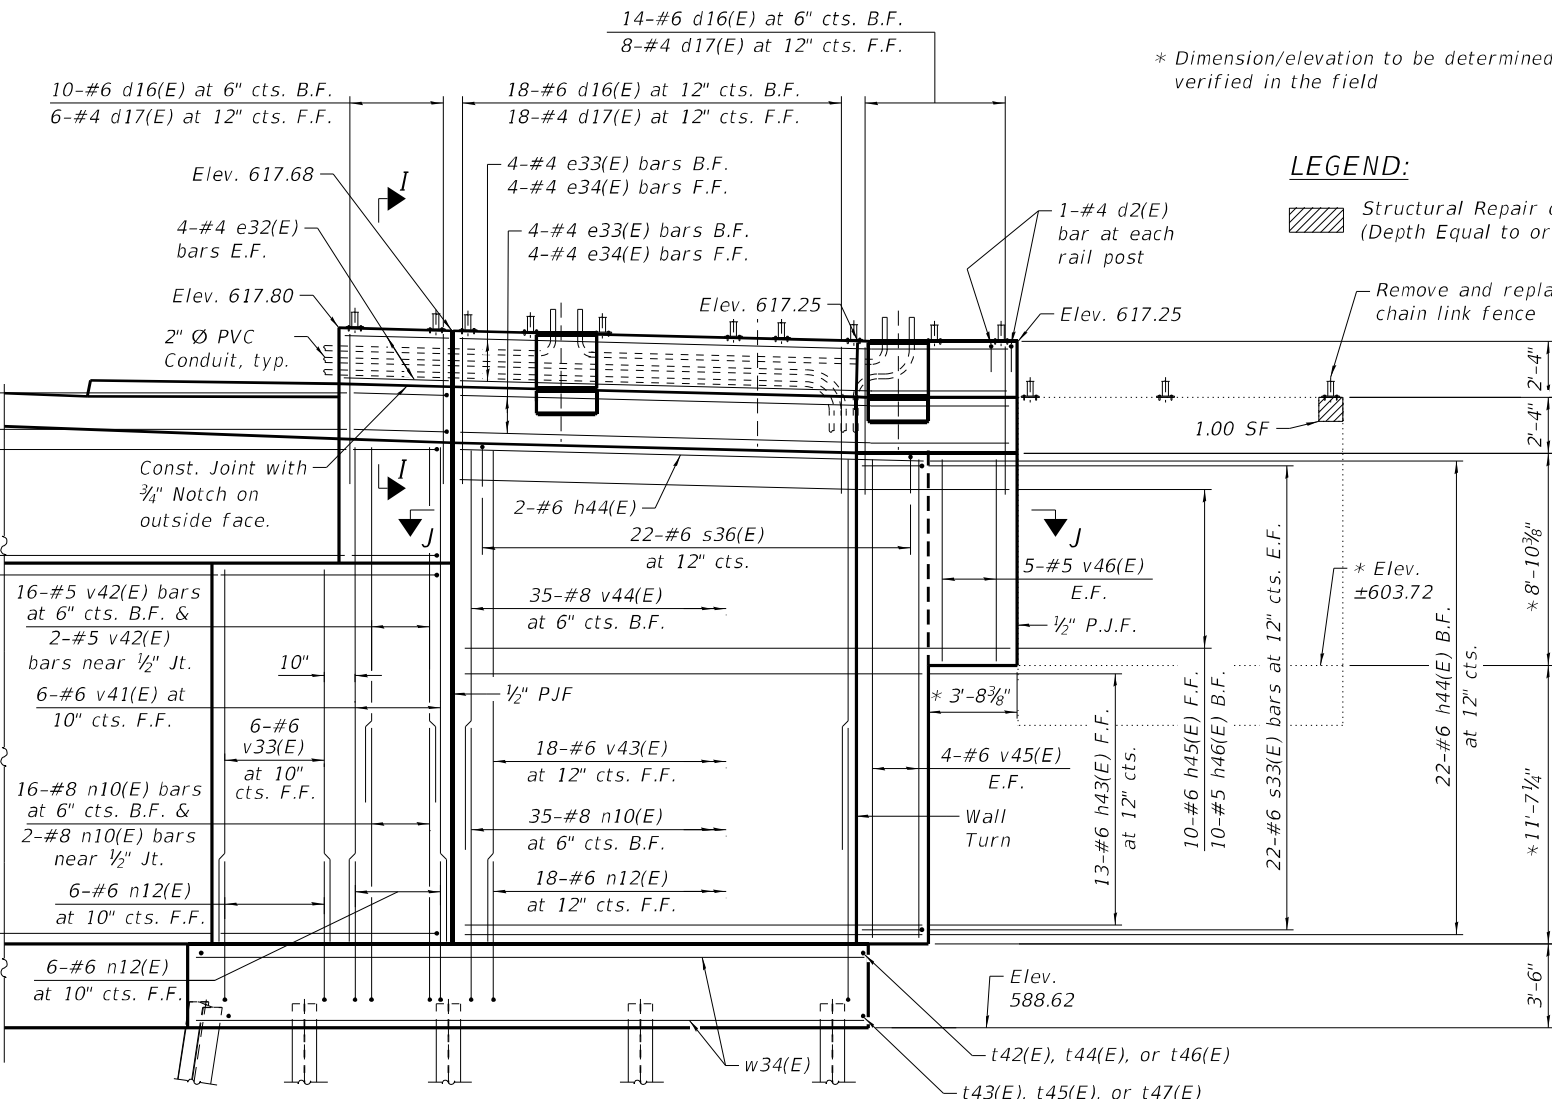 14-#6 d16(E) at 6" cts. B.F.
8-#4 d17(E) at 12" cts. F.F.
* Dimension/elevation to be determined
verified in the field
10-#6 d16(E) at 6" cts. B.F.
6-#4 d17(E) at 12" cts. F.F.
18-#6 d16(E) at 12" cts. B.F.
18-#4 d17(E) at 12" cts. F.F.
LEGEND:
Structural Repair
(Depth Equal to or
Elev. 617.68
I
4-#4 e33(E) bars B.F.
4-#4 e34(E) bars F.F.
4-#4 e32(E)
bars E.F.
4-#4 e33(E) bars B.F.
4-#4 e34(E) bars F.F.
1-#4 d2(E)
bar at each
rail post
Elev. 617.80
Elev. 617.25
Elev. 617.25
Remove and repla
chain link fence
2" Ø PVC
Conduit, typ.
2'-4"
2'-4"
1.00 SF
Const. Joint with
¾" Notch on
outside face.
I
J
J
2-#6 h44(E)
22-#6 s36(E)
at 12" cts.
5-#5 v46(E)
E.F.
* Elev.
±603.72
* 8'-10⅜"
16-#5 v42(E) bars
at 6" cts. B.F. &
2-#5 v42(E)
bars near ½" Jt.
10"
35-#8 v44(E)
at 6" cts. B.F.
½" P.J.F.
6-#6 v41(E) at
10" cts. F.F.
½" PJF
* 3'-8⅜"
6-#6
v33(E)
at 10"
cts. F.F.
18-#6 v43(E)
at 12" cts. F.F.
4-#6 v45(E)
E.F.
16-#8 n10(E) bars
at 6" cts. B.F. &
2-#8 n10(E) bars
near ½" Jt.
35-#8 n10(E)
at 6" cts. B.F.
Wall
Turn
13-#6 h43(E) F.F.
at 12" cts.
10-#6 h45(E) F.F.
10-#5 h46(E) B.F.
22-#6 s33(E) bars at 12" cts. E.F.
22-#6 h44(E) B.F.
at 12" cts.
* 11'-7¼"
6-#6 n12(E)
at 10" cts. F.F.
18-#6 n12(E)
at 12" cts. F.F.
6-#6 n12(E)
at 10" cts. F.F.
Elev.
588.62
3'-6"
w34(E)
t42(E), t44(E), or t46(E)
t43(E), t45(E), or t47(E)